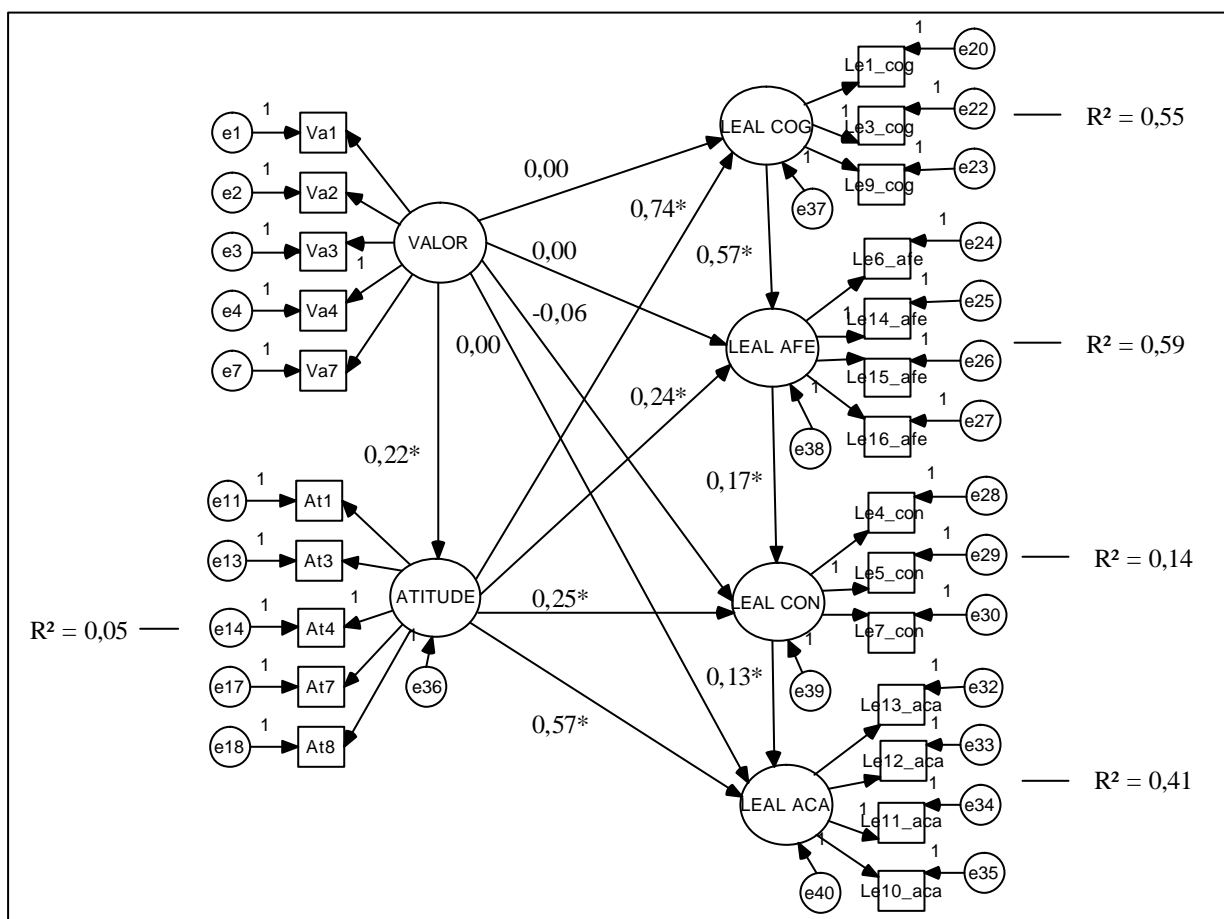 1
e1
Va1
1
e2
Va2
1
e3
Va3
1
1
e4
Va4
1
e7
Va7
VALOR
0,00
0,00
-0,06
0,00
0,22*
0,74*
0,24*
0,25*
0,57*
1
e11
At1
1
e13
At3
1
e14
At4
1
1
e17
At7
1
e18
At8
ATITUDE
1
e36
R² = 0,05
LEAL COG
1
e37
Le1_cog
1
e20
1
Le3_cog
1
e22
Le9_cog
1
e23
R² = 0,55
0,57*
LEAL AFE
1
e38
Le6_afe
1
e24
1
Le14_afe
1
e25
Le15_afe
1
e26
Le16_afe
1
e27
R² = 0,59
0,17*
LEAL CON
1
e39
Le4_con
1
e28
1
Le5_con
1
e29
Le7_con
1
e30
R² = 0,14
0,13*
LEAL ACA
1
e40
Le13_aca
1
e32
Le12_aca
1
e33
1
Le11_aca
1
e34
Le10_aca
1
e35
R² = 0,41